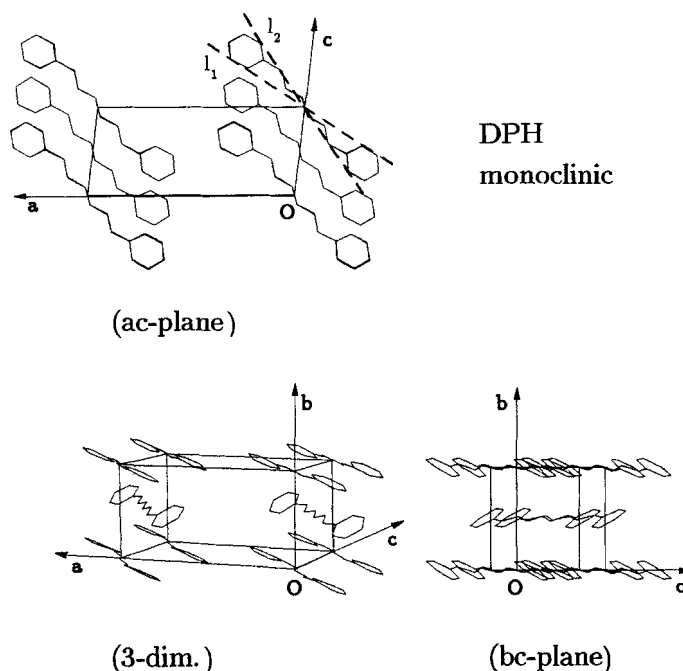 l₂
c
l₁
DPH
monoclinic
a
O
(ac-plane)
b
b
c
a
O
O
c
(3-dim.)
(bc-plane)